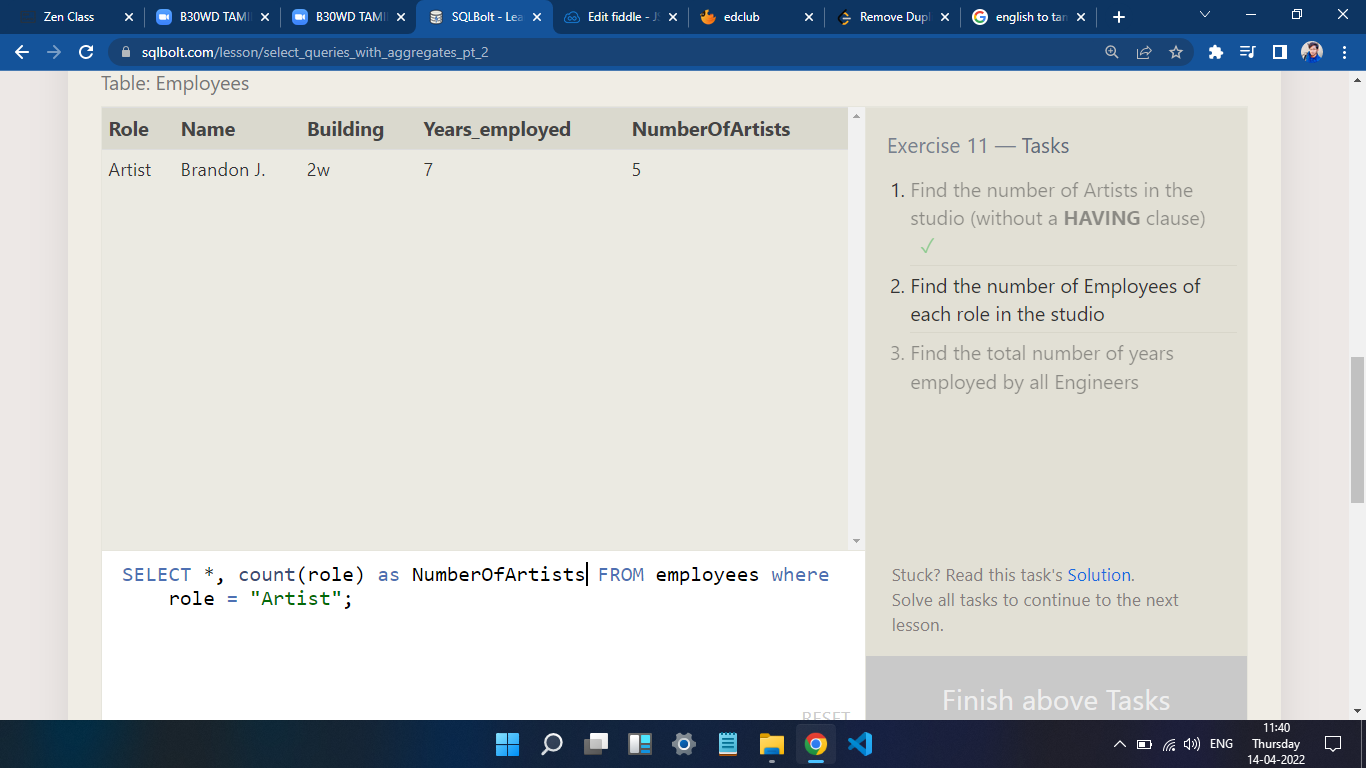 Zen Class
B30WD TAMI
B30WD TAMI
SQLBolt - Lea
Edit fiddle - JS
edclub
Remove Dupl
english to tam
sqlbolt.com/lesson/select_queries_with_aggregates_pt_2
Table: Employees
Role Name Building Years_employed NumberOfArtists
Artist Brandon J. 2w 7 5
Exercise 11 — Tasks
1. Find the number of Artists in the
studio (without a HAVING clause)
✓
2. Find the number of Employees of
each role in the studio
3. Find the total number of years
employed by all Engineers
SELECT *, count(role) as NumberOfArtists FROM employees where
role = "Artist";
RESET
Stuck? Read this task's Solution.
Solve all tasks to continue to the next
lesson.
Finish above Tasks
ENG
11:40
Thursday
14-04-2022